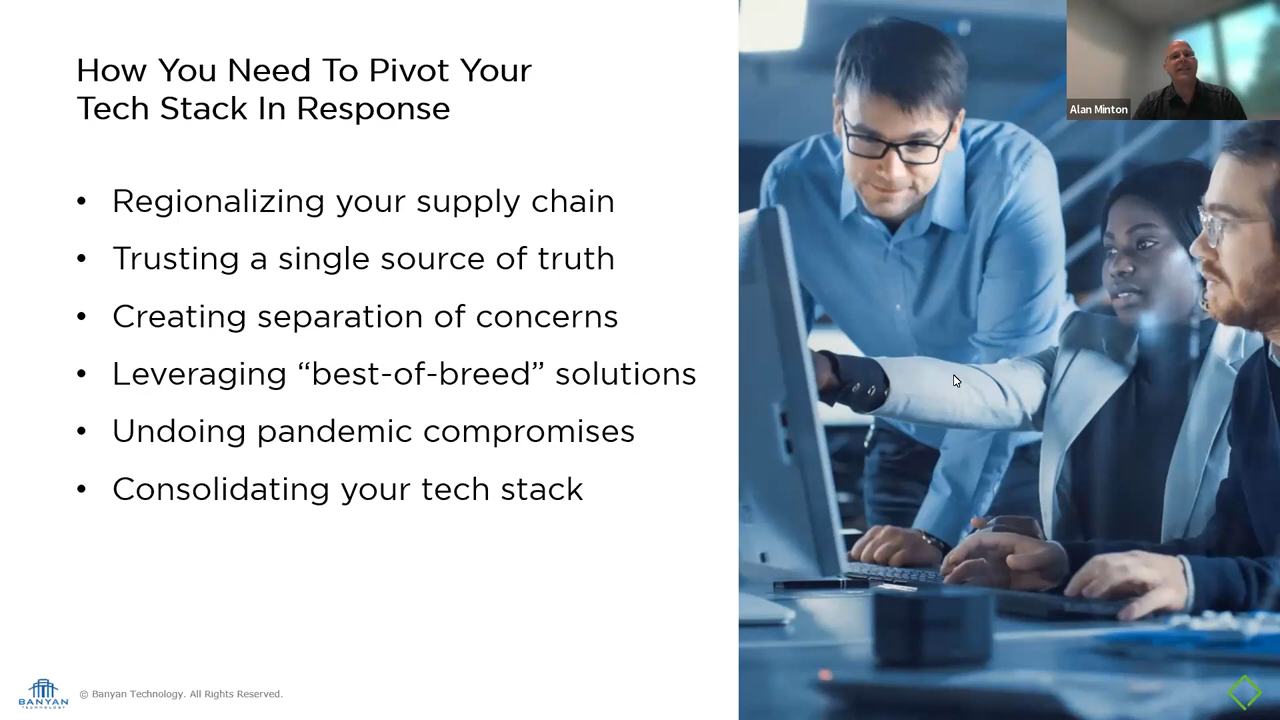 How You Need To Pivot Your
Tech Stack In Response
• Regionalizing your supply chain
• Trusting a single source of truth
• Creating separation of concerns
• Leveraging “best-of-breed” solutions
• Undoing pandemic compromises
• Consolidating your tech stack
Alan Minton
BANYAN
TECHNOLOGY
© Banyan Technology. All Rights Reserved.